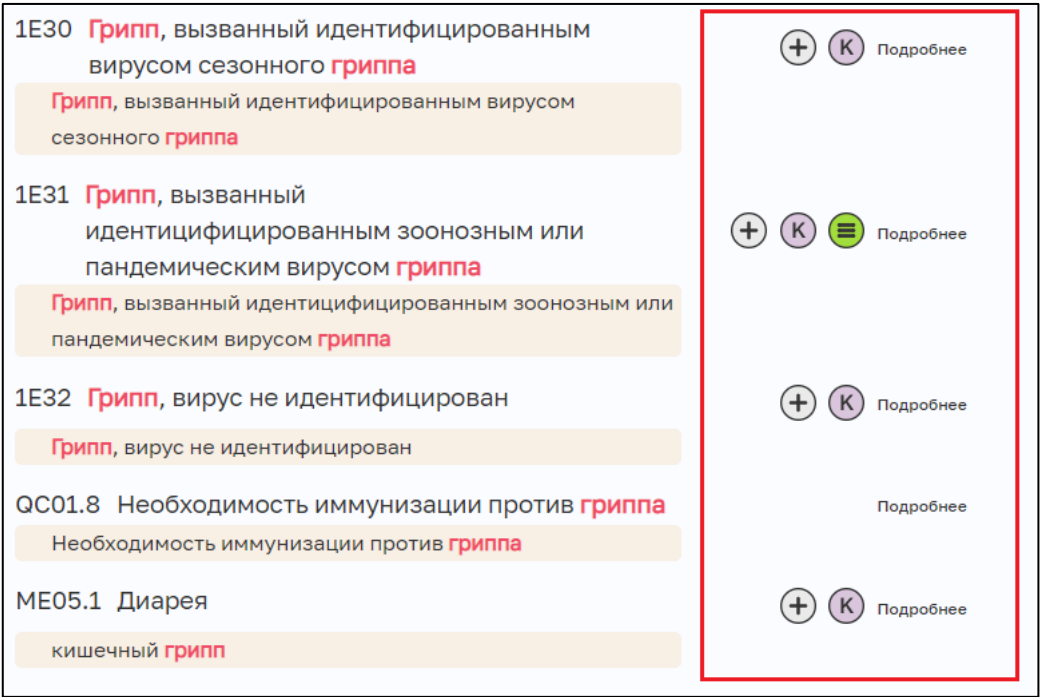 1E30 Грипп, вызванный идентифицированным
вирусом сезонного гриппа
+ K Подробнее
Грипп, вызванный идентифицированным вирусом
сезонного гриппа
1E31 Грипп, вызванный
идентицифицированным зоонозным или
пандемическим вирусом гриппа
+ K Подробнее
Грипп, вызванный идентицифицированным зоонозным или
пандемическим вирусом гриппа
1E32 Грипп, вирус не идентифицирован
+ K Подробнее
Грипп, вирус не идентифицирован
QC01.8 Необходимость иммунизации против гриппа
Подробнее
Необходимость иммунизации против гриппа
ME05.1 Диарея
+ K Подробнее
кишечный грипп